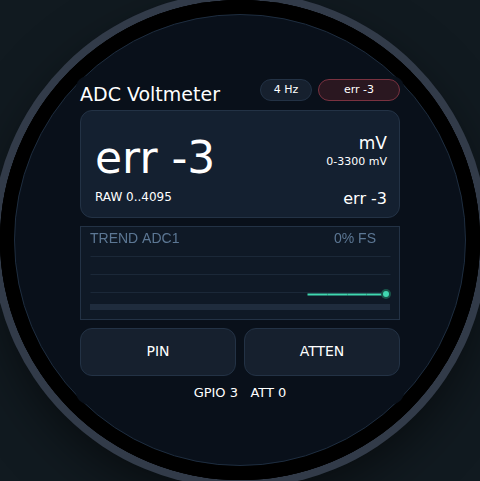 ADC Voltmeter
4 Hz
err -3
err -3
mV
0-3300 mV
RAW 0..4095
err -3
TREND ADC1
0% FS
PIN
ATTEN
GPIO 3   ATT 0